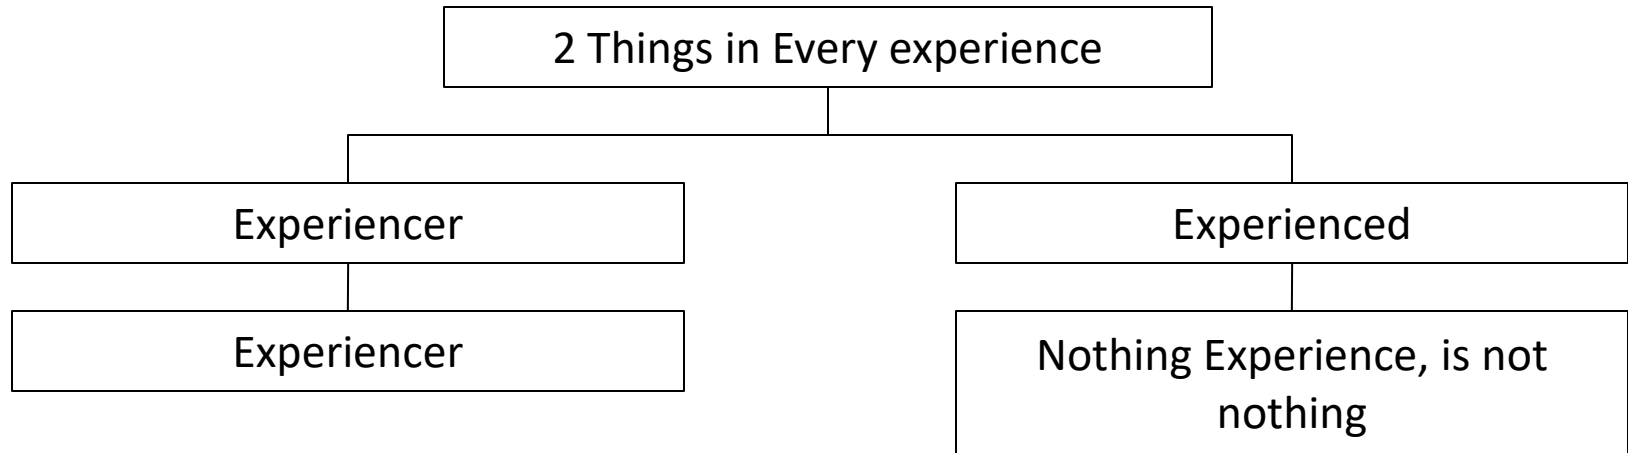 2 Things in Every experience
Experiencer
Experienced
Experiencer
Nothing Experience, is not
nothing